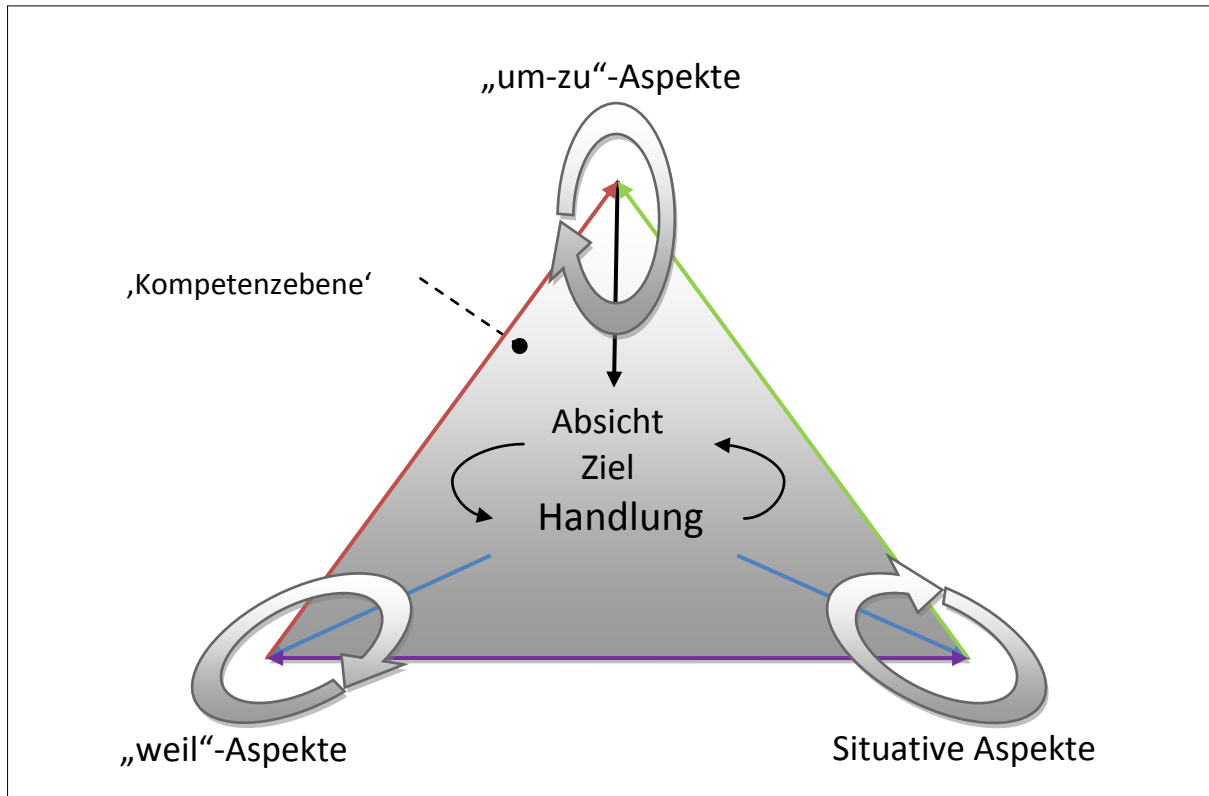 „um-zu“-Aspekte
‚Kompetenzebene‘
Absicht
Ziel
Handlung
„weil“-Aspekte
Situative Aspekte